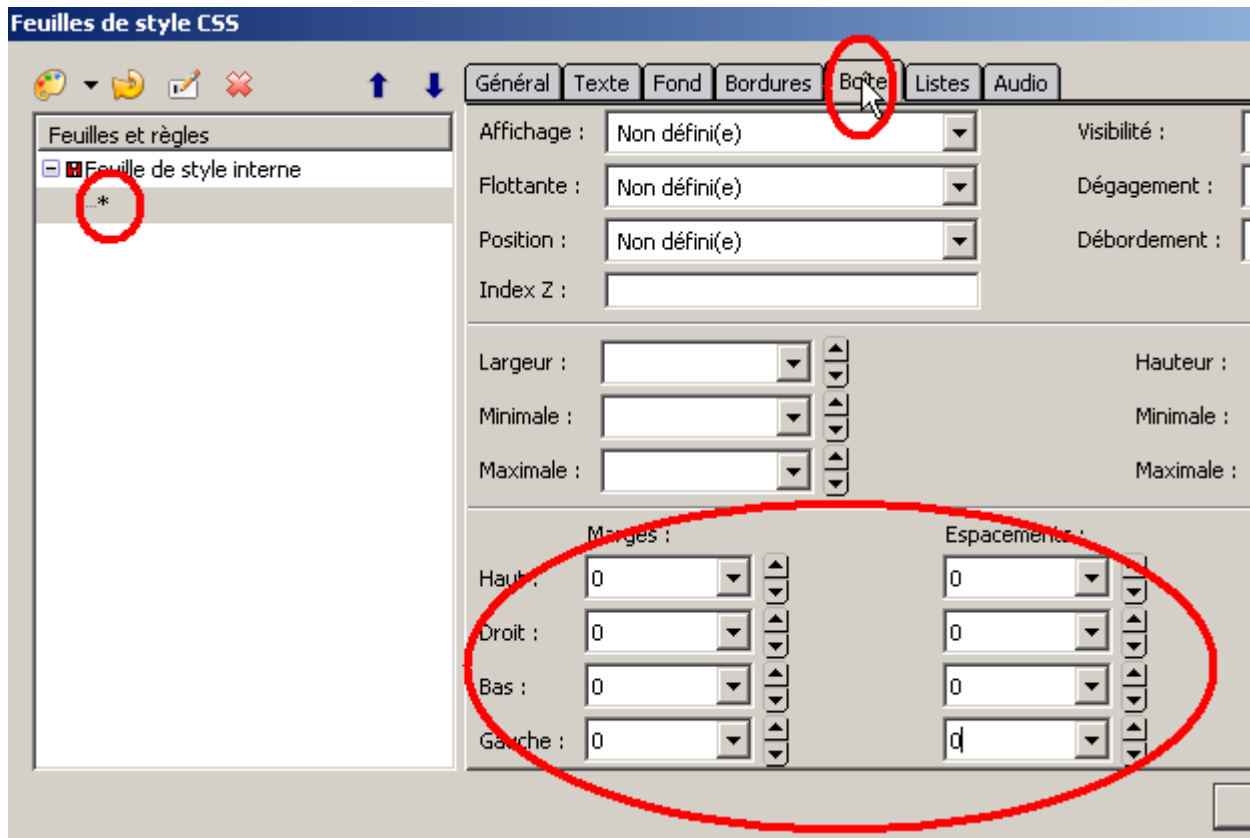 Feuilles de style CSS
Général Texte Fond Bordures Boîte Listes Audio
Feuilles et règles
Feuille de style interne
*
Affichage : Non défini(e) Visibilité :
Flottante : Non défini(e) Dégagement :
Position : Non défini(e) Débordement :
Index Z :
Largeur : Hauteur :
Minimale : Minimale :
Maximale : Maximale :
Marges : Espacements :
Haut : 0 0
Droit : 0 0
Bas : 0 0
Gauche : 0 0